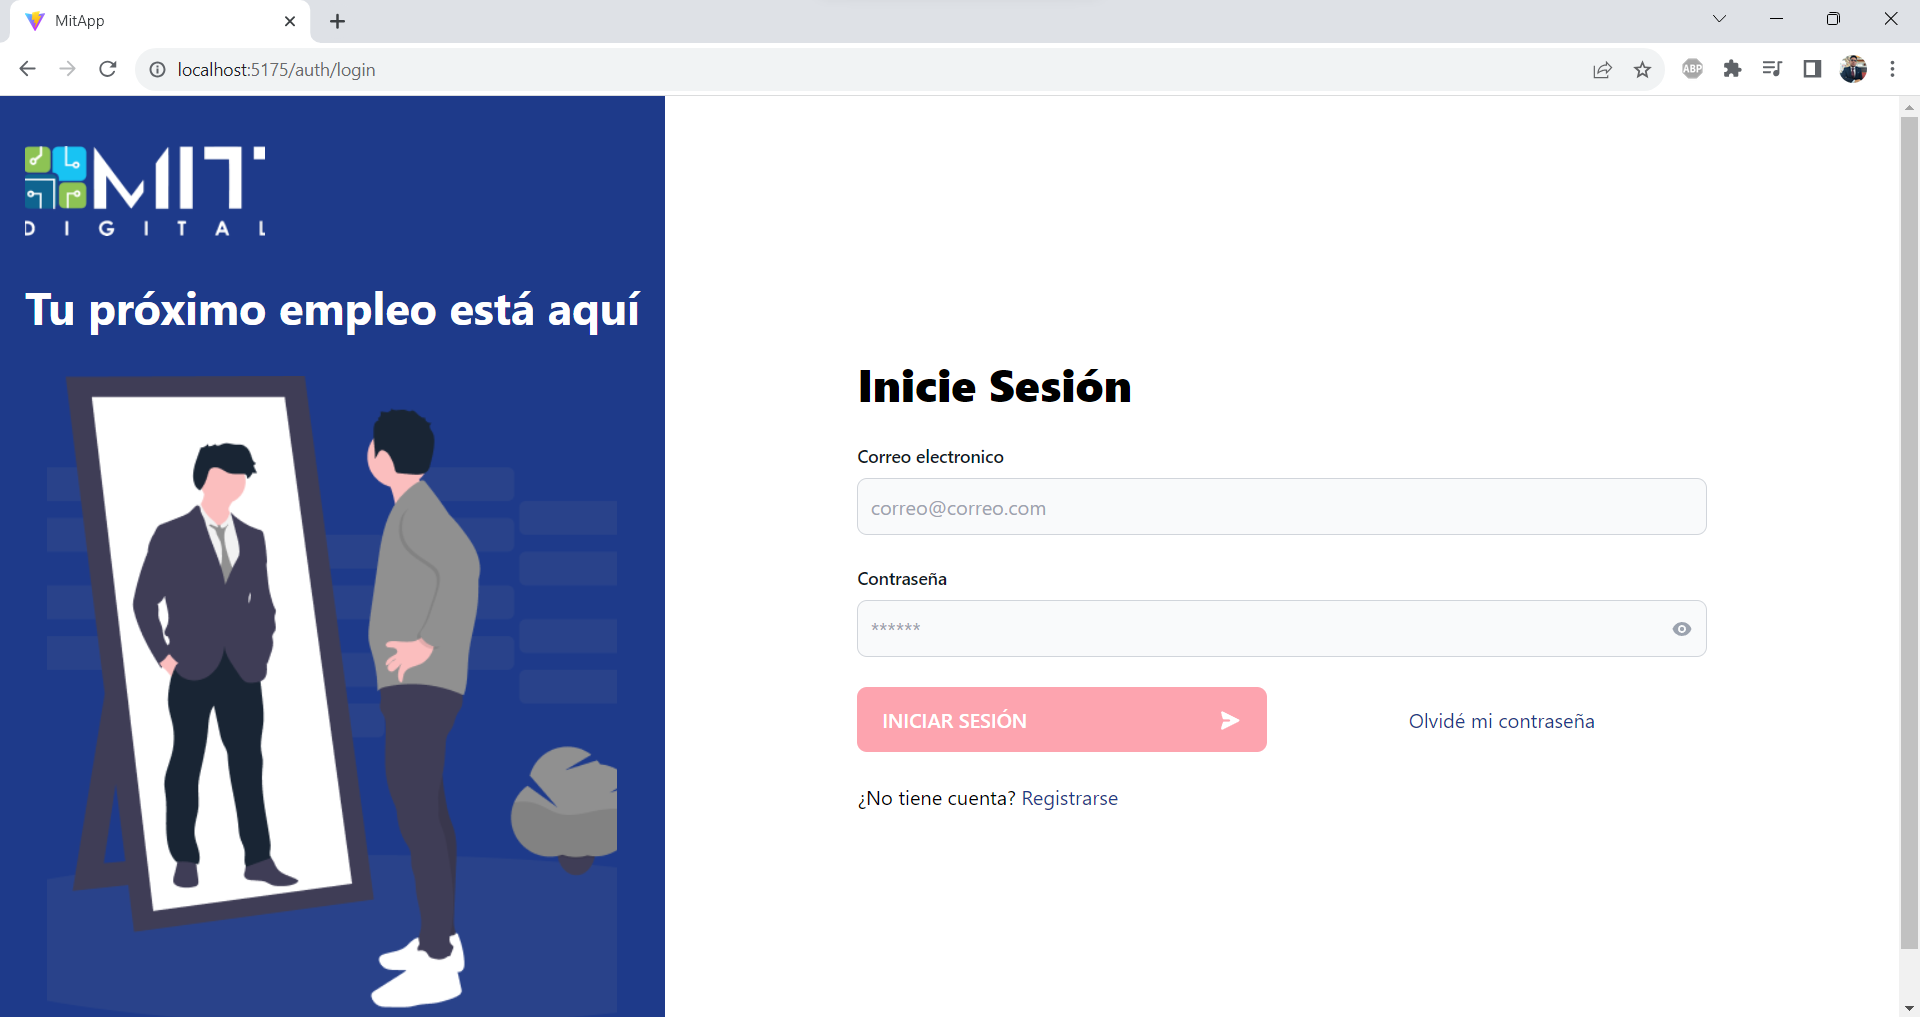 MitApp
localhost:5175/auth/login
ABP
MIT
DIGITAL
Tu próximo empleo está aquí
Inicie Sesión
Correo electronico
correo@correo.com
Contraseña
******
INICIAR SESIÓN
Olvidé mi contraseña
¿No tiene cuenta? Registrarse